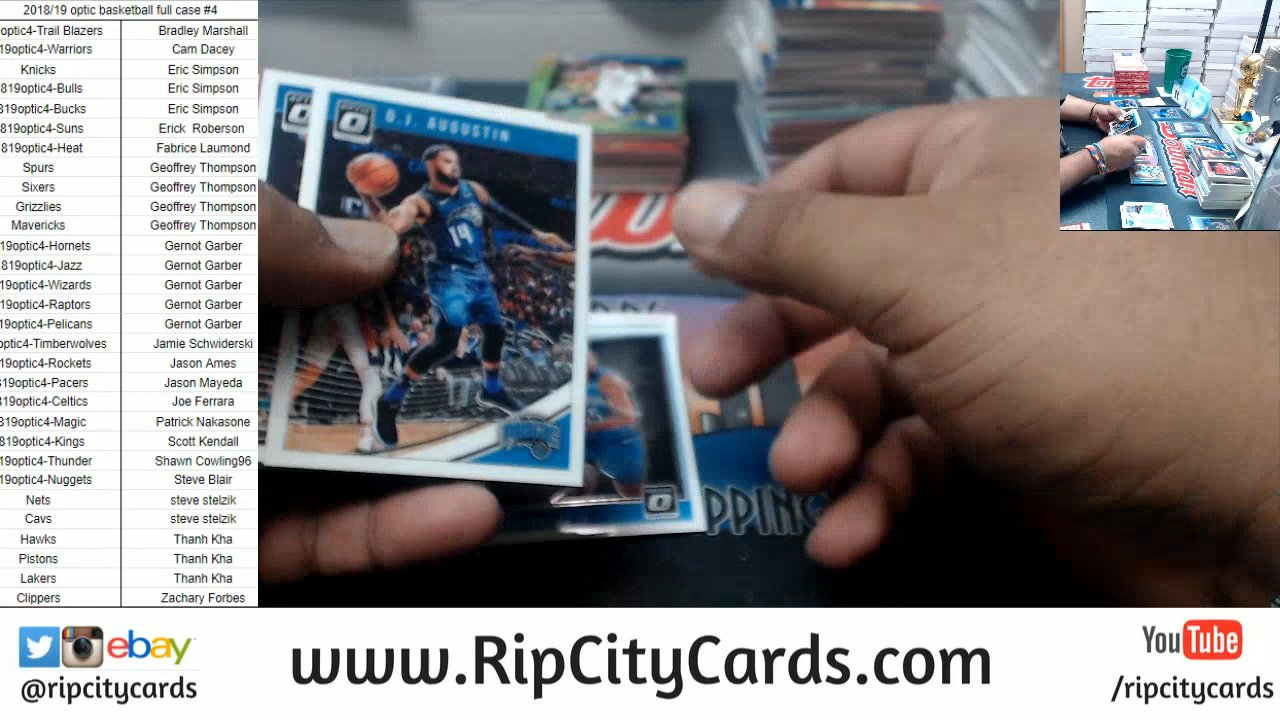 2018/19 optic basketball full case #4
optic4-Trail Blazers Bradley Marshall
19optic4-Warriors Cam Dacey
Knicks Eric Simpson
819optic4-Bulls Eric Simpson
819optic4-Bucks Eric Simpson
819optic4-Suns Erick Roberson
819optic4-Heat Fabrice Laumond
Spurs Geoffrey Thompson
Sixers Geoffrey Thompson
Grizzlies Geoffrey Thompson
Mavericks Geoffrey Thompson
19optic4-Hornets Gernot Garber
819optic4-Jazz Gernot Garber
19optic4-Wizards Gernot Garber
19optic4-Raptors Gernot Garber
19optic4-Pelicans Gernot Garber
optic4-Timberwolves Jamie Schwiderski
19optic4-Rockets Jason Ames
819optic4-Pacers Jason Mayeda
819optic4-Celtics Joe Ferrara
819optic4-Magic Patrick Nakasone
819optic4-Kings Scott Kendall
19optic4-Thunder Shawn Cowling96
19optic4-Nuggets Steve Blair
Nets steve stelzik
Cavs steve stelzik
Hawks Thanh Kha
Pistons Thanh Kha
Lakers Thanh Kha
Clippers Zachary Forbes
OPTIC
D.J. AUGUSTIN
14
MAGIC
PPING
ebay
@ripcitycards
www.RipCityCards.com
YouTube
/ripcitycards